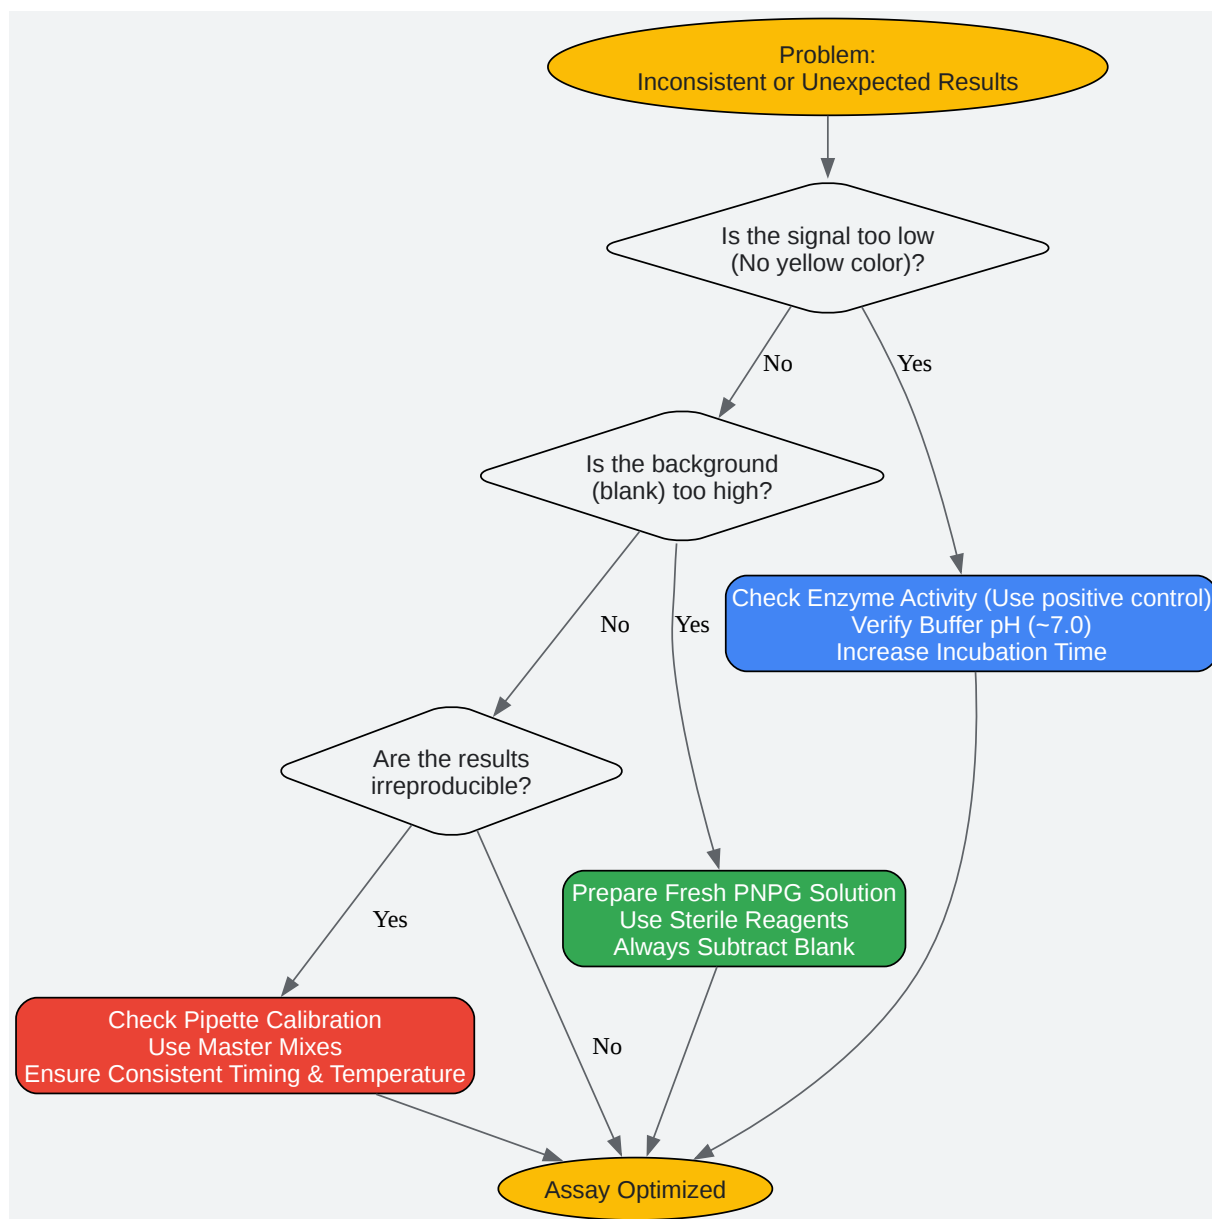 Problem:
Inconsistent or Unexpected Results
Is the signal too low
(No yellow color)?
No
Yes
Is the background
(blank) too high?
No
Yes
Check Enzyme Activity (Use positive control)
Verify Buffer pH (~7.0)
Increase Incubation Time
Are the results
irreproducible?
Yes
No
Prepare Fresh PNPG Solution
Use Sterile Reagents
Always Subtract Blank
Check Pipette Calibration
Use Master Mixes
Ensure Consistent Timing & Temperature
Assay Optimized